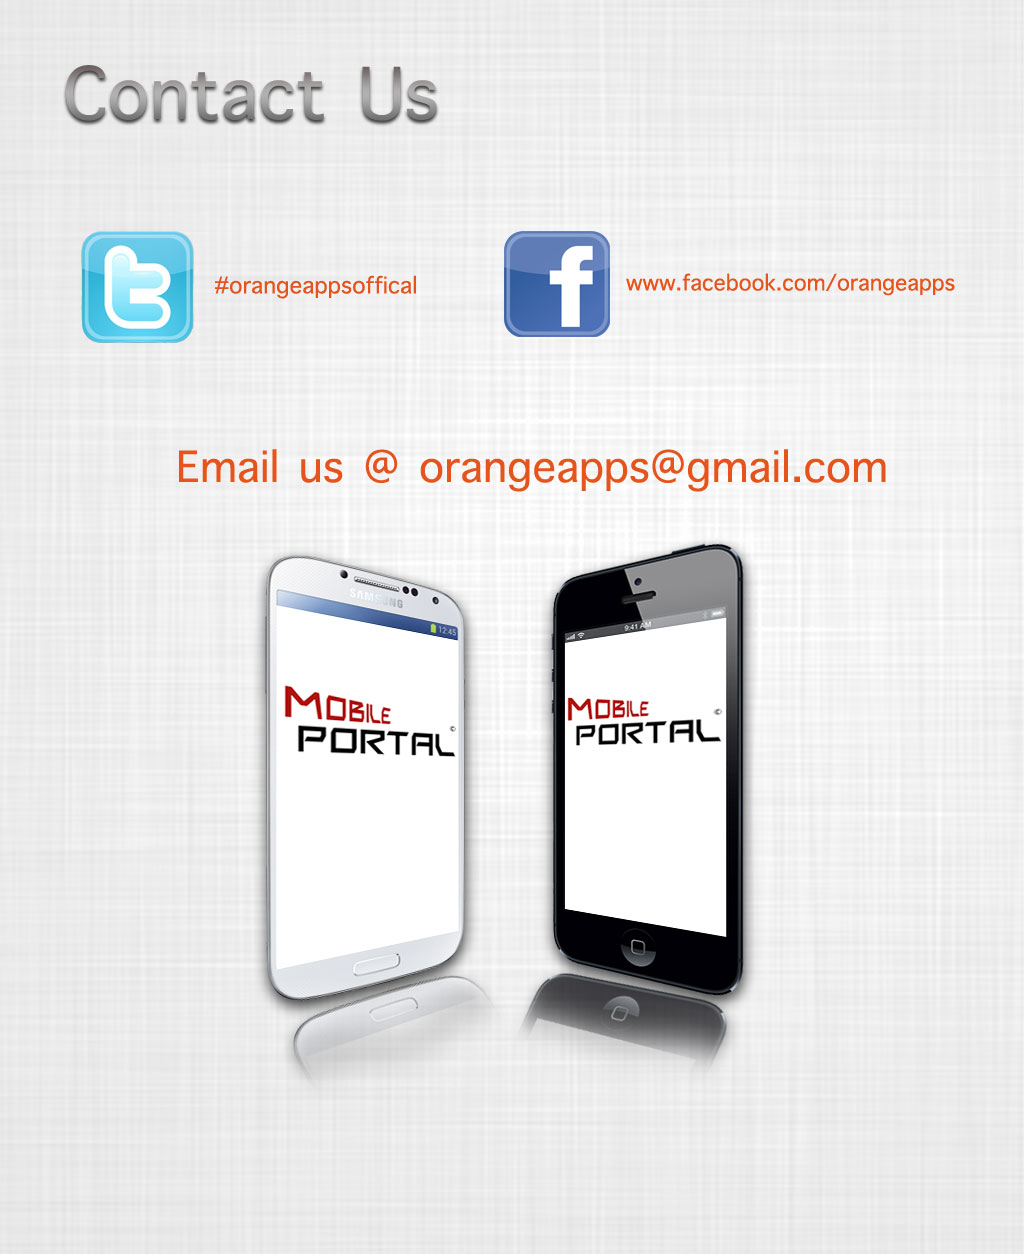 Contact Us
#orangeappsoffical
www.facebook.com/orangeapps
Email us @ orangeapps@gmail.com
SAMSUNG
12:45
MOBILE
PORTAL
9:41 AM
MOBILE
PORTAL